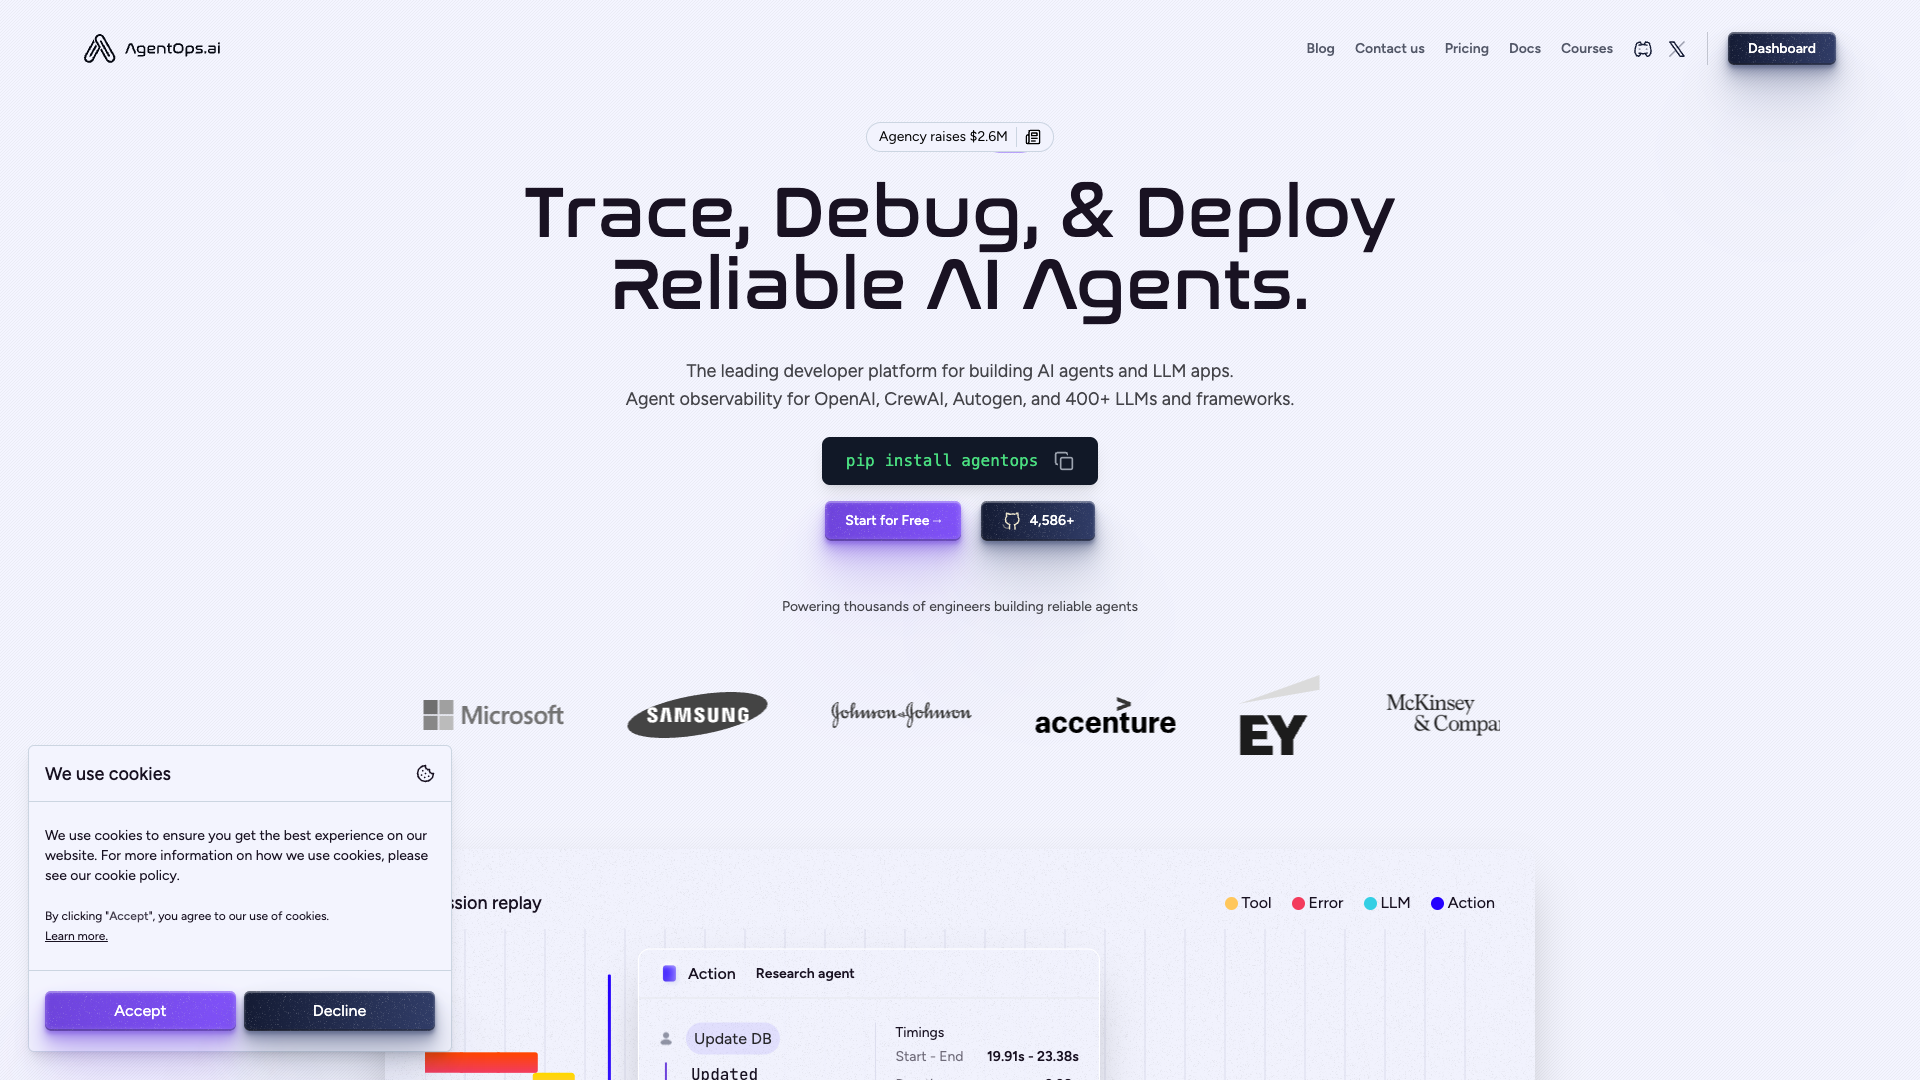 AgentOps.ai
Blog
Contact us
Pricing
Docs
Courses
Dashboard
Agency raises $2.6M
Trace, Debug, & Deploy
Reliable AI Agents.
The leading developer platform for building AI agents and LLM apps.
Agent observability for OpenAI, CrewAI, Autogen, and 400+ LLMs and frameworks.
pip install agentops
Start for Free→
4,586+
Powering thousands of engineers building reliable agents
Microsoft
SAMSUNG
Johnson&Johnson
accenture
EY
McKinsey
& Compa
We use cookies
We use cookies to ensure you get the best experience on our
website. For more information on how we use cookies, please
see our cookie policy.
By clicking "Accept", you agree to our use of cookies.
Learn more.
Accept
Decline
ssion replay
Tool
Error
LLM
Action
Action
Research agent
Update DB
Updated
Timings
Start - End
19.91s - 23.38s